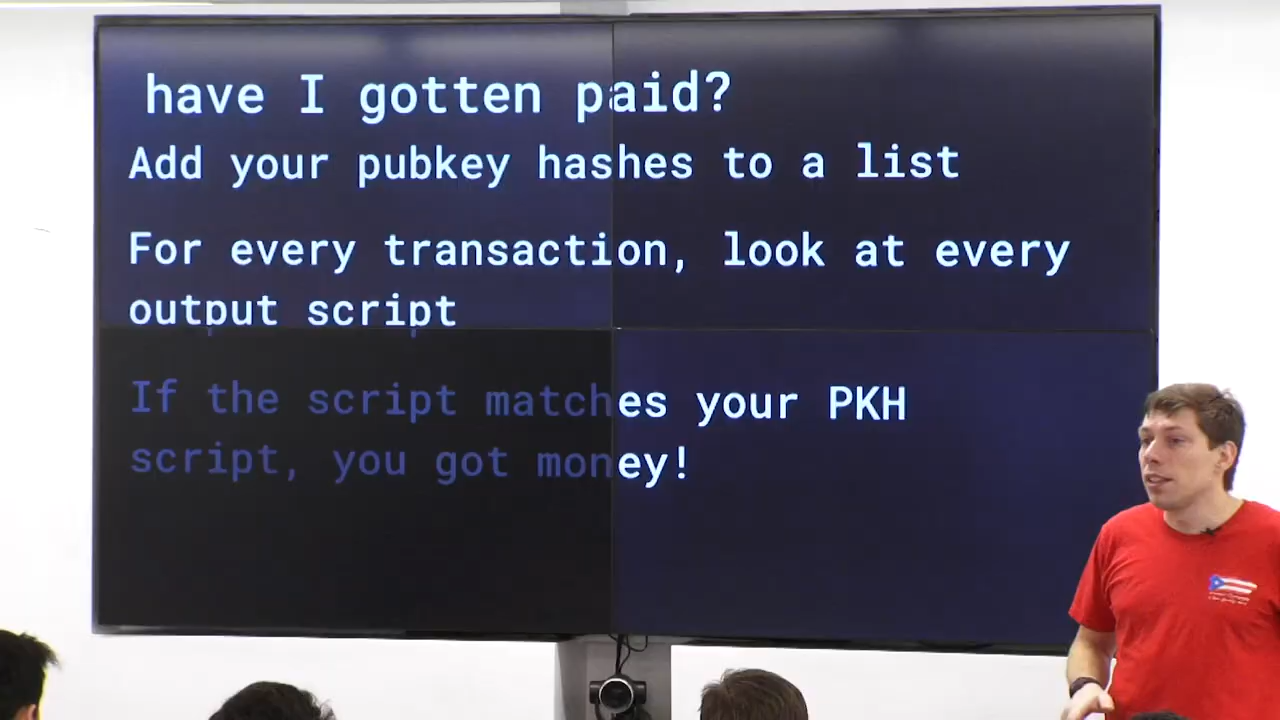 have I gotten paid?
Add your pubkey hashes to a list
For every transaction, look at every
output script
If the script matches your PKH
script, you got money!